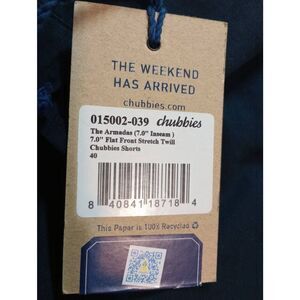 THE WEEKEND
HAS ARRIVED
chubbies.com
015002-039 chubbies
The Armadas (7.0" Inseam )
7.0" Flat Front Stretch Twill
Chubbies Shorts
40
8 40841 18718 4
This Paper is 100% Recycled